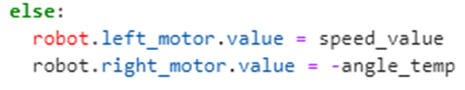 else:
    robot.left_motor.value = speed_value
    robot.right_motor.value = -angle_temp